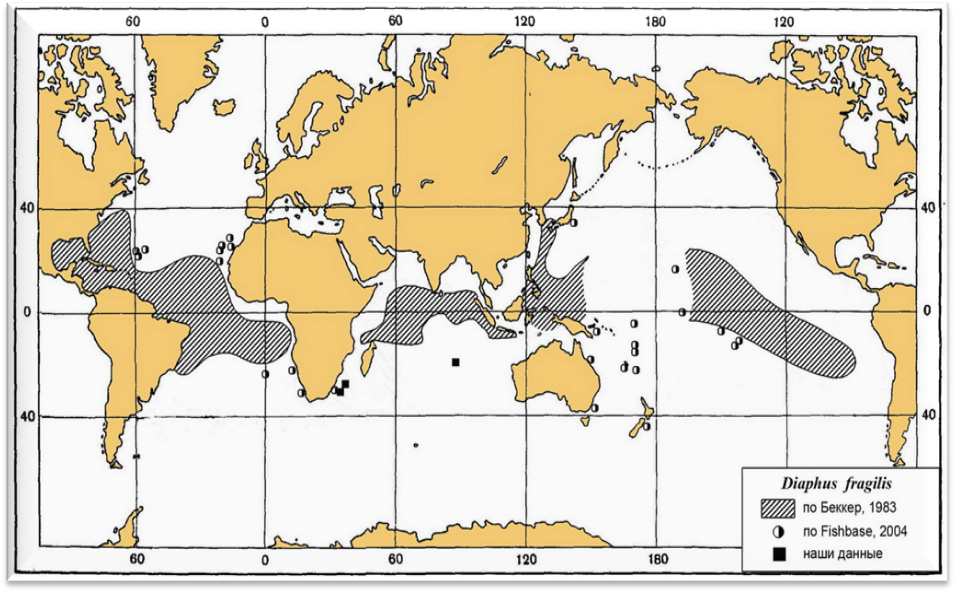 60 0 60 120 180 120
40 40
0 0
40 40
Diaphus fragilis
по Беккер, 1983
по Fishbase, 2004
наши данные
60 0 60 120 180